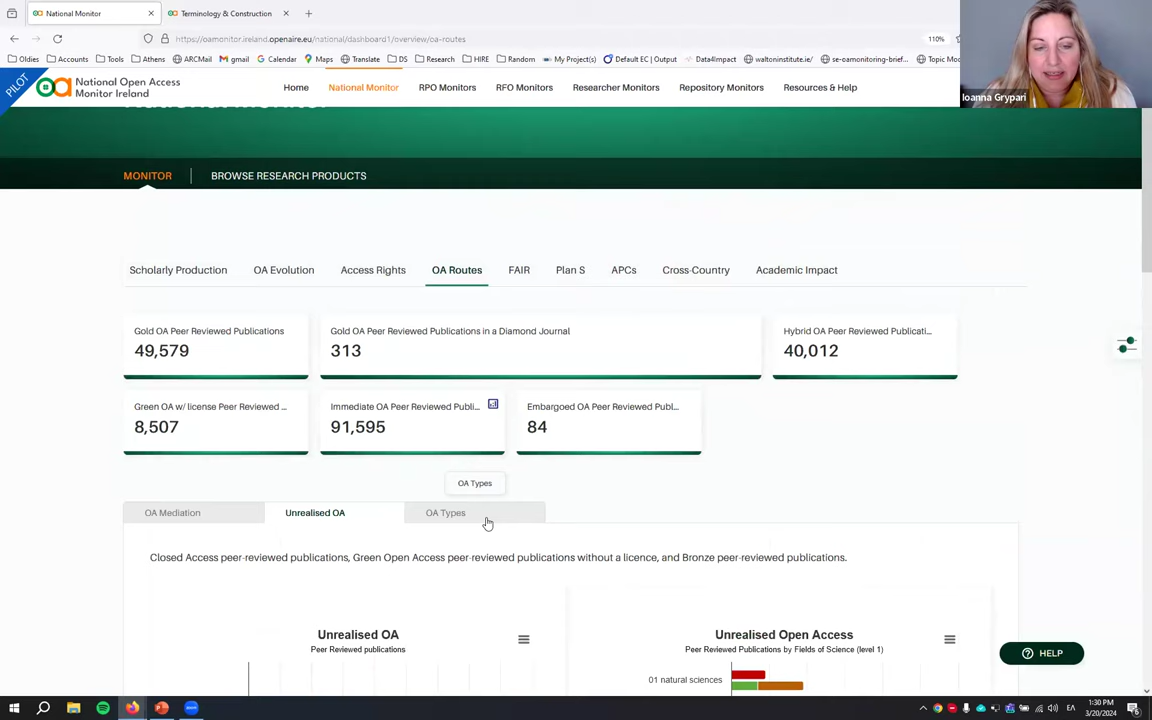 National Monitor
Terminology & Construction
https://oamonitor.ireland.openaire.eu/national/dashboard1/overview/oa-routes
110%
Oldies
Accounts
Tools
Athens
ARCMail
gmail
Calendar
Maps
Translate
DS
Research
HIRE
Random
My Project(s)
Default EC | Output
Data4Impact
waltoninstitute.ie/
se-eamonitoring-brief...
Topic Mo
Ioanna Grypari
PILOT
National Open Access
Monitor Ireland
Home
National Monitor
RPO Monitors
RFO Monitors
Researcher Monitors
Repository Monitors
Resources & Help
MONITOR
BROWSE RESEARCH PRODUCTS
Scholarly Production
OA Evolution
Access Rights
OA Routes
FAIR
Plan S
APCs
Cross-Country
Academic Impact
Gold OA Peer Reviewed Publications
49,579
Gold OA Peer Reviewed Publications in a Diamond Journal
313
Hybrid OA Peer Reviewed Publicati...
40,012
Green OA w/ license Peer Reviewed ...
8,507
Immediate OA Peer Reviewed Publi...
91,595
Embargoed OA Peer Reviewed Publ...
84
OA Types
OA Mediation
Unrealised OA
OA Types
Closed Access peer-reviewed publications, Green Open Access peer-reviewed publications without a licence, and Bronze peer-reviewed publications.
Unrealised OA
Peer Reviewed publications
Unrealised Open Access
Peer Reviewed Publications by Fields of Science (level 1)
01 natural sciences
HELP
ΕΛ
1:30 PM
3/20/2024